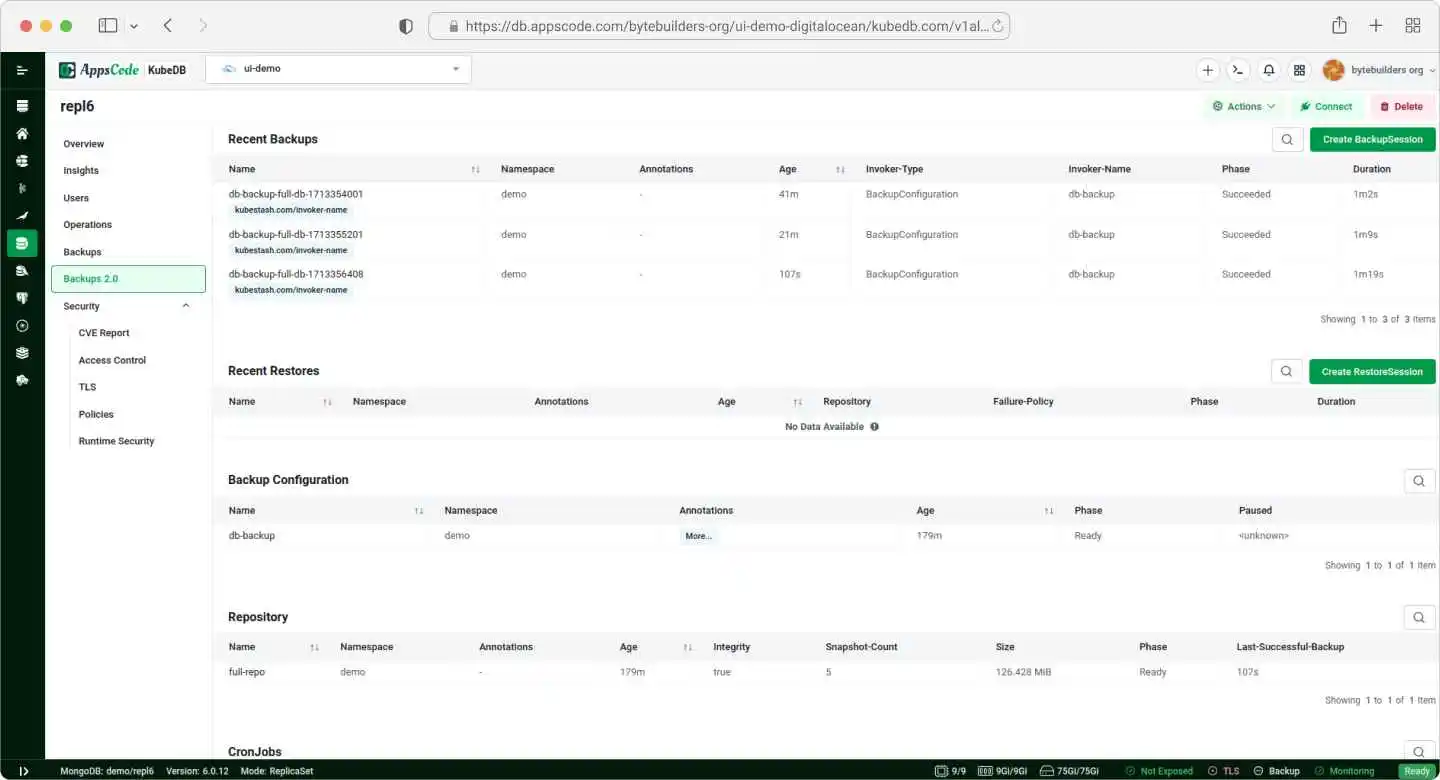 https://db.appscode.com/bytebuilders-org/ui-demo-digitalocean/kubedb.com/v1al...
AppsCode KubeDB ui-demo bytebuilders org
repl6 Actions Connect Delete
Overview
Insights
Users
Operations
Backups
Backups 2.0
Security
CVE Report
Access Control
TLS
Policies
Runtime Security
Recent Backups Create BackupSession
Name Namespace Annotations Age Invoker-Type Invoker-Name Phase Duration
db-backup-full-db-1713354001 demo - 41m BackupConfiguration db-backup Succeeded 1m2s
kubestash.com/invoker-name
db-backup-full-db-1713355201 demo - 21m BackupConfiguration db-backup Succeeded 1m9s
kubestash.com/invoker-name
db-backup-full-db-1713356408 demo - 107s BackupConfiguration db-backup Succeeded 1m19s
kubestash.com/invoker-name
Showing 1 to 3 of 3 Items
Recent Restores Create RestoreSession
Name Namespace Annotations Age Repository Failure-Policy Phase Duration
No Data Available
Backup Configuration
Name Namespace Annotations Age Phase Paused
db-backup demo More... 179m Ready <unknown>
Showing 1 to 1 of 1 Item
Repository
Name Namespace Annotations Age Integrity Snapshot-Count Size Phase Last-Successful-Backup
full-repo demo - 179m true 5 126.428 MiB Ready 107s
Showing 1 to 1 of 1 Item
CronJobs
MongoDB: demo/repl6 Version: 6.0.12 Mode: ReplicaSet 9/9 9Gi/9Gi 75Gi/75Gi Not Exposed TLS Backup Monitoring Ready